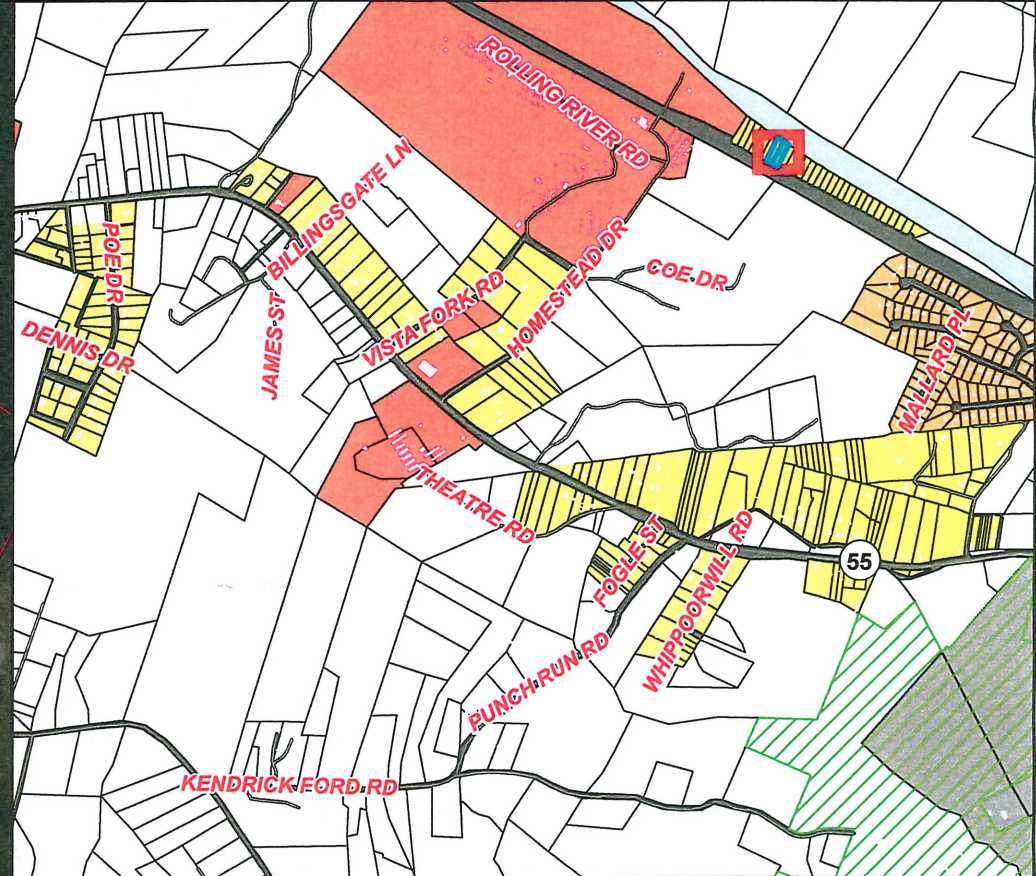 ROLLING RIVER RD
BILLINGSGATE LN
POE DR
HOMESTEAD DR
COE DR
VISTA FORK RD
JAMES ST
DENNIS DR
MALLARD PL
THEATRE RD
FOGLE ST
WHIPPOORWILL RD
55
PUNCH RUN RD
KENDRICK FORD RD